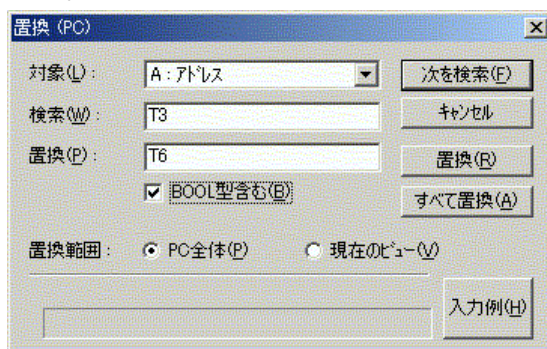 置換 (PC)
対象(L): A:アドレス 次を検索(F)
検索(W): T3 キャンセル
置換(P): T6 置換(R)
BOOL型含む(B) すべて置換(A)
置換範囲: PC全体(P) 現在のビュー(V)
入力例(H)